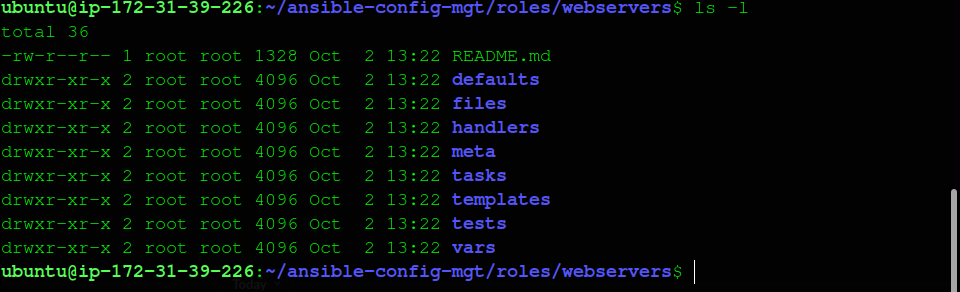 ubuntu@ip-172-31-39-226:~/ansible-config-mgt/roles/webservers$ ls -l
total 36
-rw-r--r-- 1 root root 1328 Oct  2 13:22 README.md
drwxr-xr-x 2 root root 4096 Oct  2 13:22 defaults
drwxr-xr-x 2 root root 4096 Oct  2 13:22 files
drwxr-xr-x 2 root root 4096 Oct  2 13:22 handlers
drwxr-xr-x 2 root root 4096 Oct  2 13:22 meta
drwxr-xr-x 2 root root 4096 Oct  2 13:22 tasks
drwxr-xr-x 2 root root 4096 Oct  2 13:22 templates
drwxr-xr-x 2 root root 4096 Oct  2 13:22 tests
drwxr-xr-x 2 root root 4096 Oct  2 13:22 vars
ubuntu@ip-172-31-39-226:~/ansible-config-mgt/roles/webservers$
Today